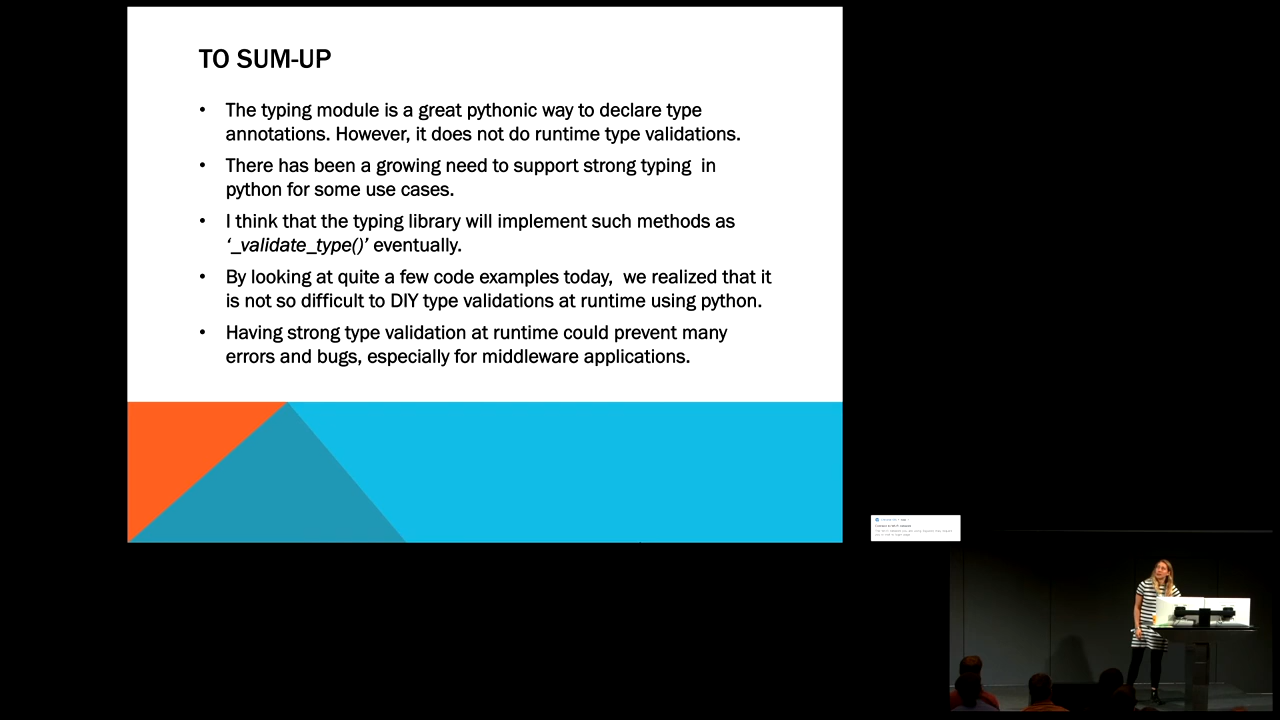 TO SUM-UP
• The typing module is a great pythonic way to declare type
annotations. However, it does not do runtime type validations.
• There has been a growing need to support strong typing  in
python for some use cases.
• I think that the typing library will implement such methods as
‘_validate_type()’ eventually.
• By looking at quite a few code examples today,  we realized that it
is not so difficult to DIY type validations at runtime using python.
• Having strong type validation at runtime could prevent many
errors and bugs, especially for middleware applications.